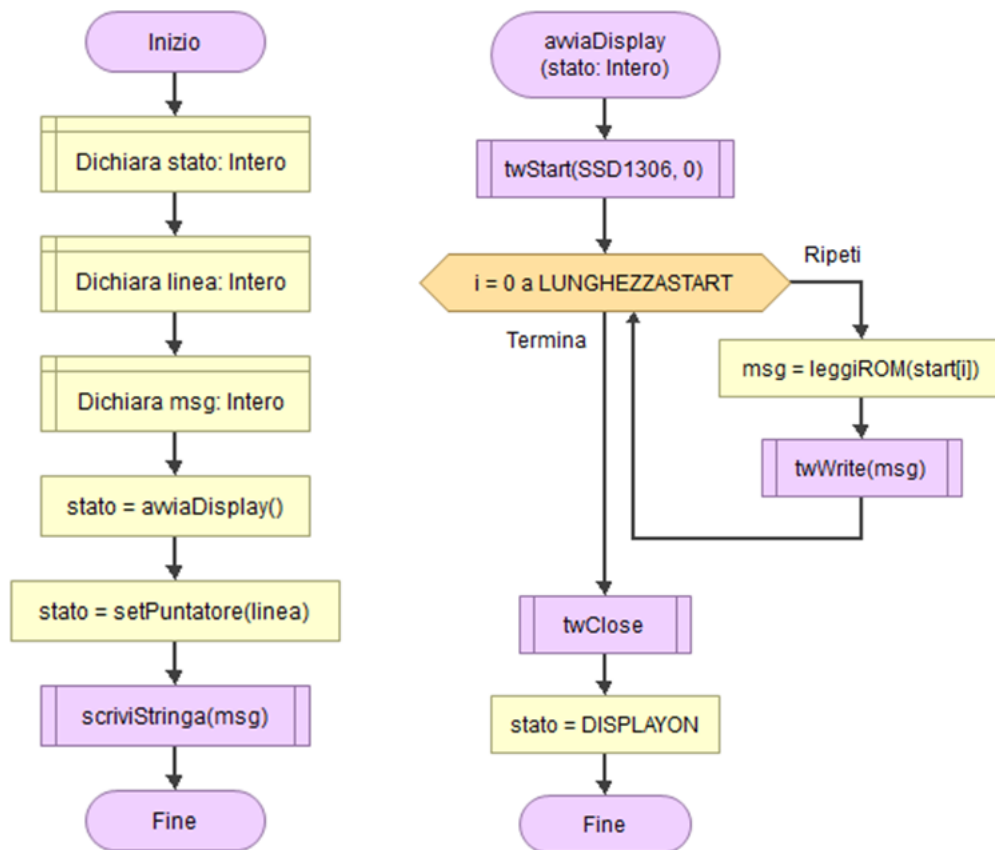 Inizio
Dichiara stato: Intero
Dichiara linea: Intero
Dichiara msg: Intero
stato = avviaDisplay()
stato = setPuntatore(linea)
scriviStringa(msg)
Fine
avviaDisplay
(stato: Intero)
twStart(SSD1306, 0)
i = 0 a LUNGHEZZASTART
Ripeti
Termina
msg = leggiROM(start[i])
twWrite(msg)
twClose
stato = DISPLAYON
Fine